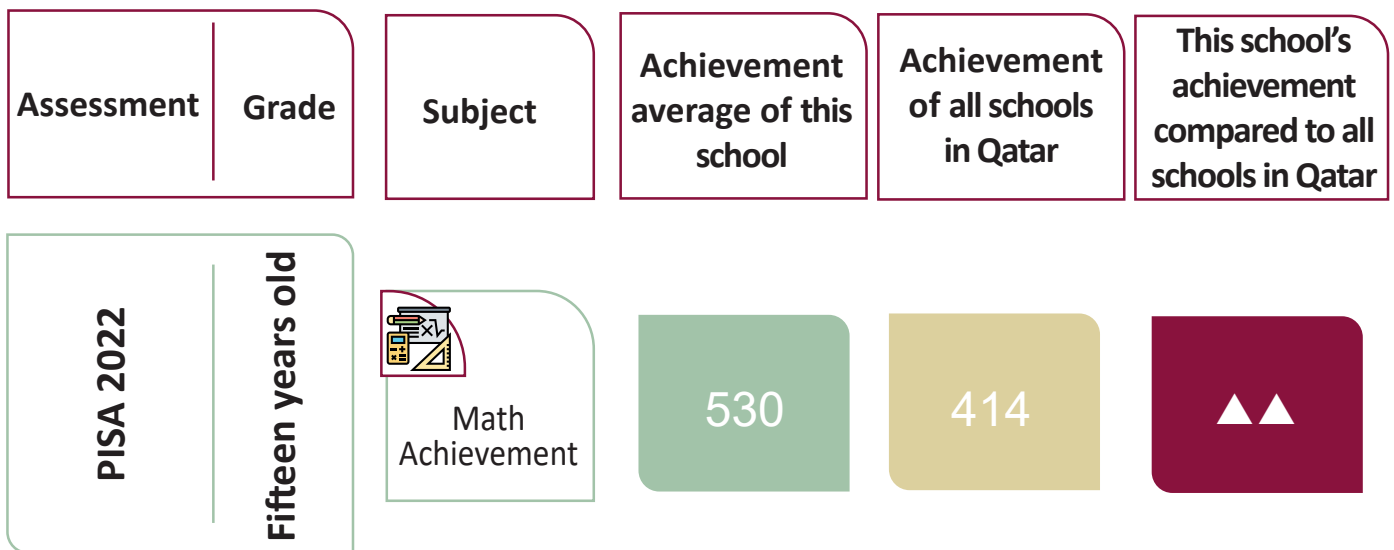 Assessment
Grade
Subject
Achievement
average of this
school
Achievement
of all schools
in Qatar
This school's
achievement
compared to all
schools in Qatar
PISA 2022
Fifteen years old
Math
Achievement
530
414
▲▲